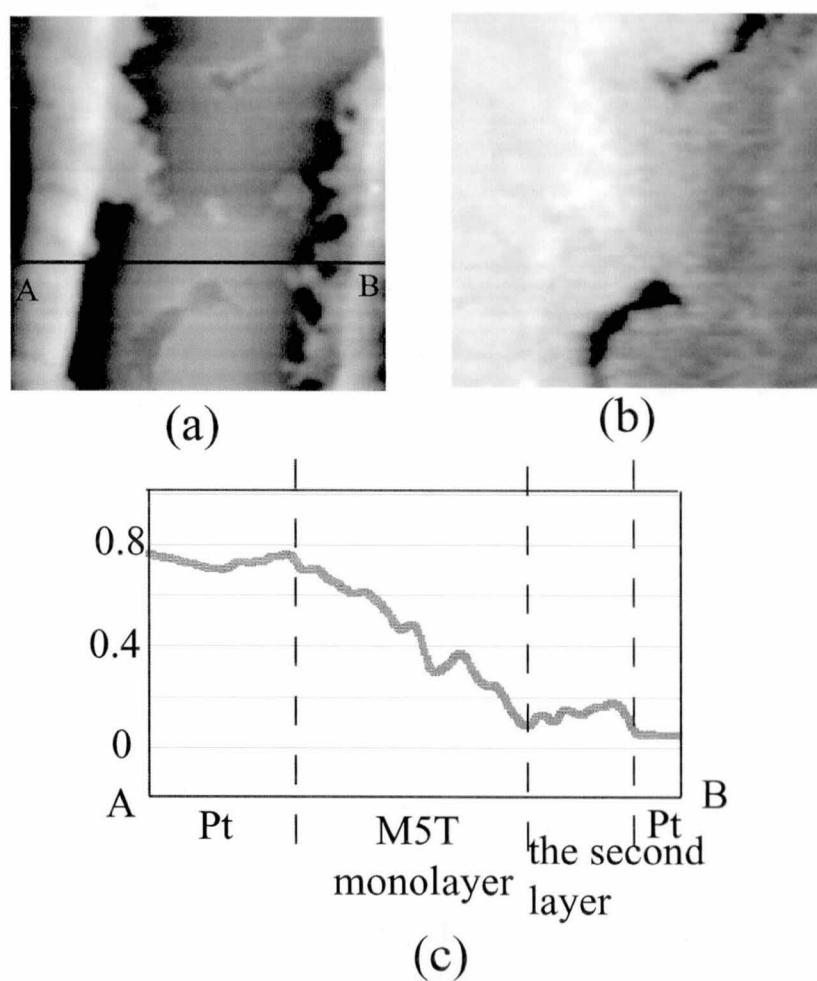 A B
(a) (b)
0.8
0.4
0
A B
Pt M5T the second Pt
monolayer layer
(c)